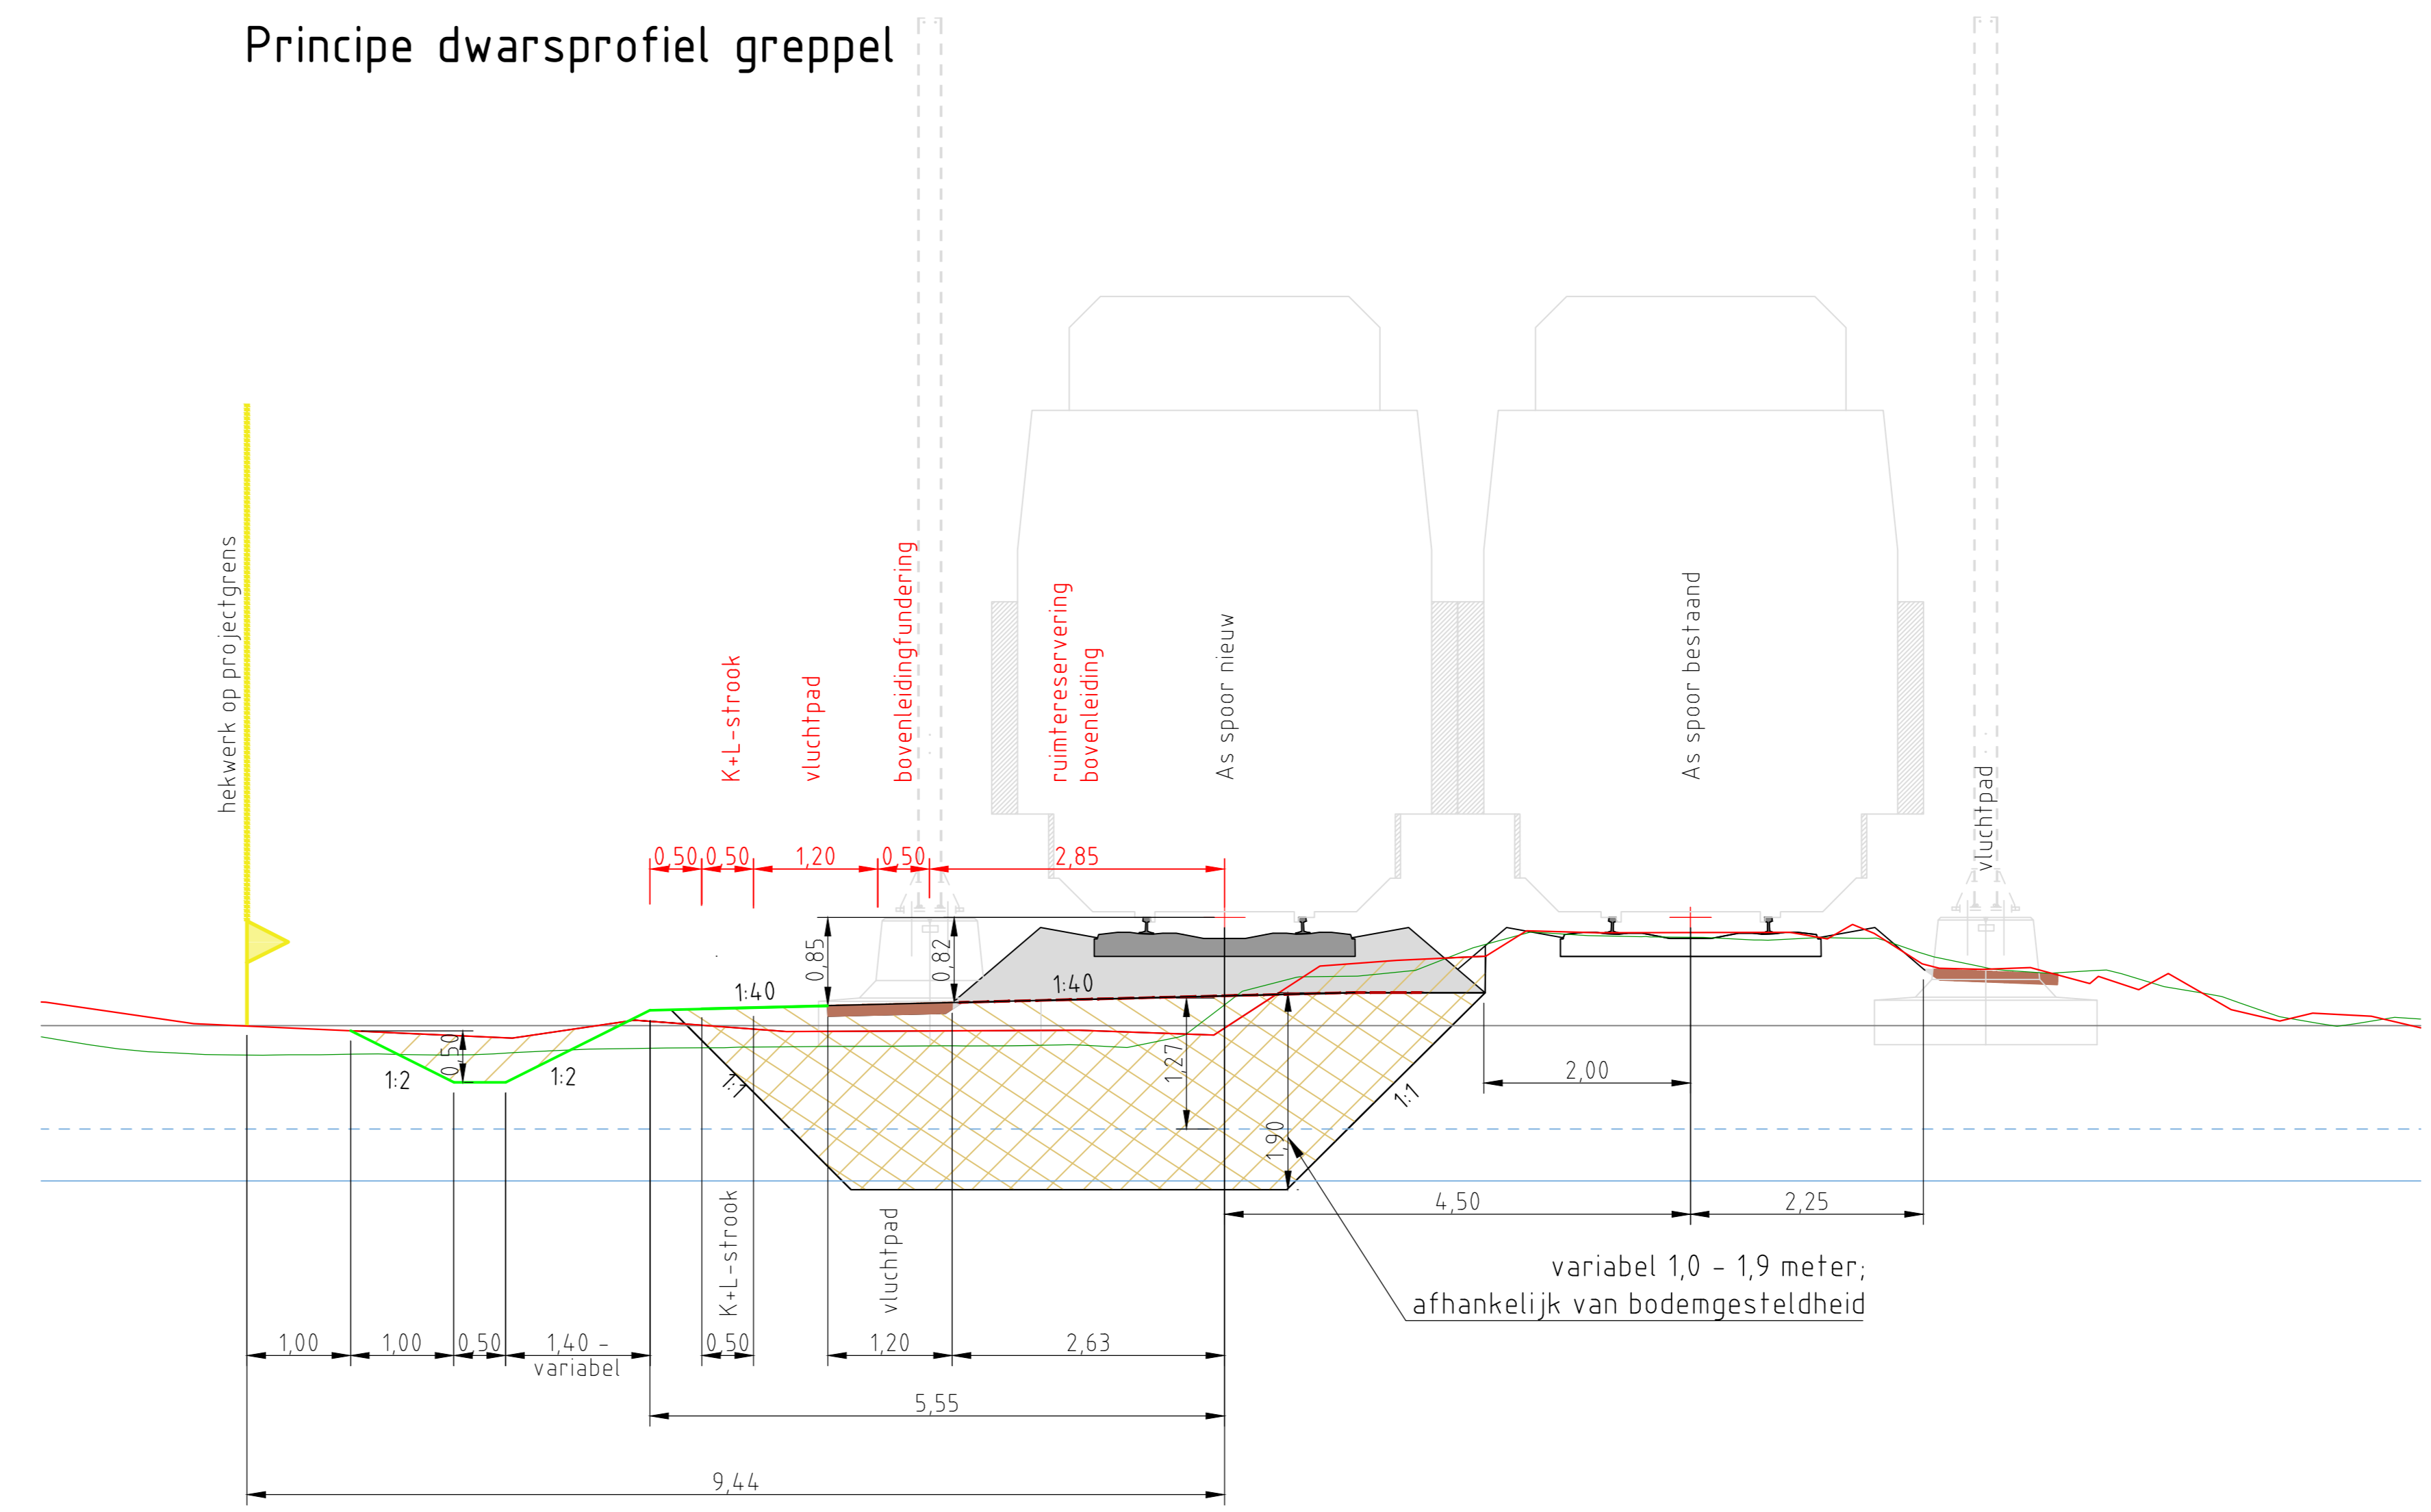 Principe dwarsprofiel greppel
hekwerk op projectgrens
K+L-strook
vluchtpad
bovenleidingfundering
ruimtereservering
bovenleiding
As spoor nieuw
As spoor bestaand
vluchtpad
0,50
0,50
1,20
0,50
2,85
0,85
0,82
1:40
1:40
0,50
1:2
1:2
1:1
1,27
1,90
1:1
2,00
4,50
2,25
K+L-strook
vluchtpad
variabel 1,0 - 1,9 meter;
afhankelijk van bodemgesteldheid
1,00
1,00
0,50
1,40 -
variabel
0,50
1,20
2,63
5,55
9,44